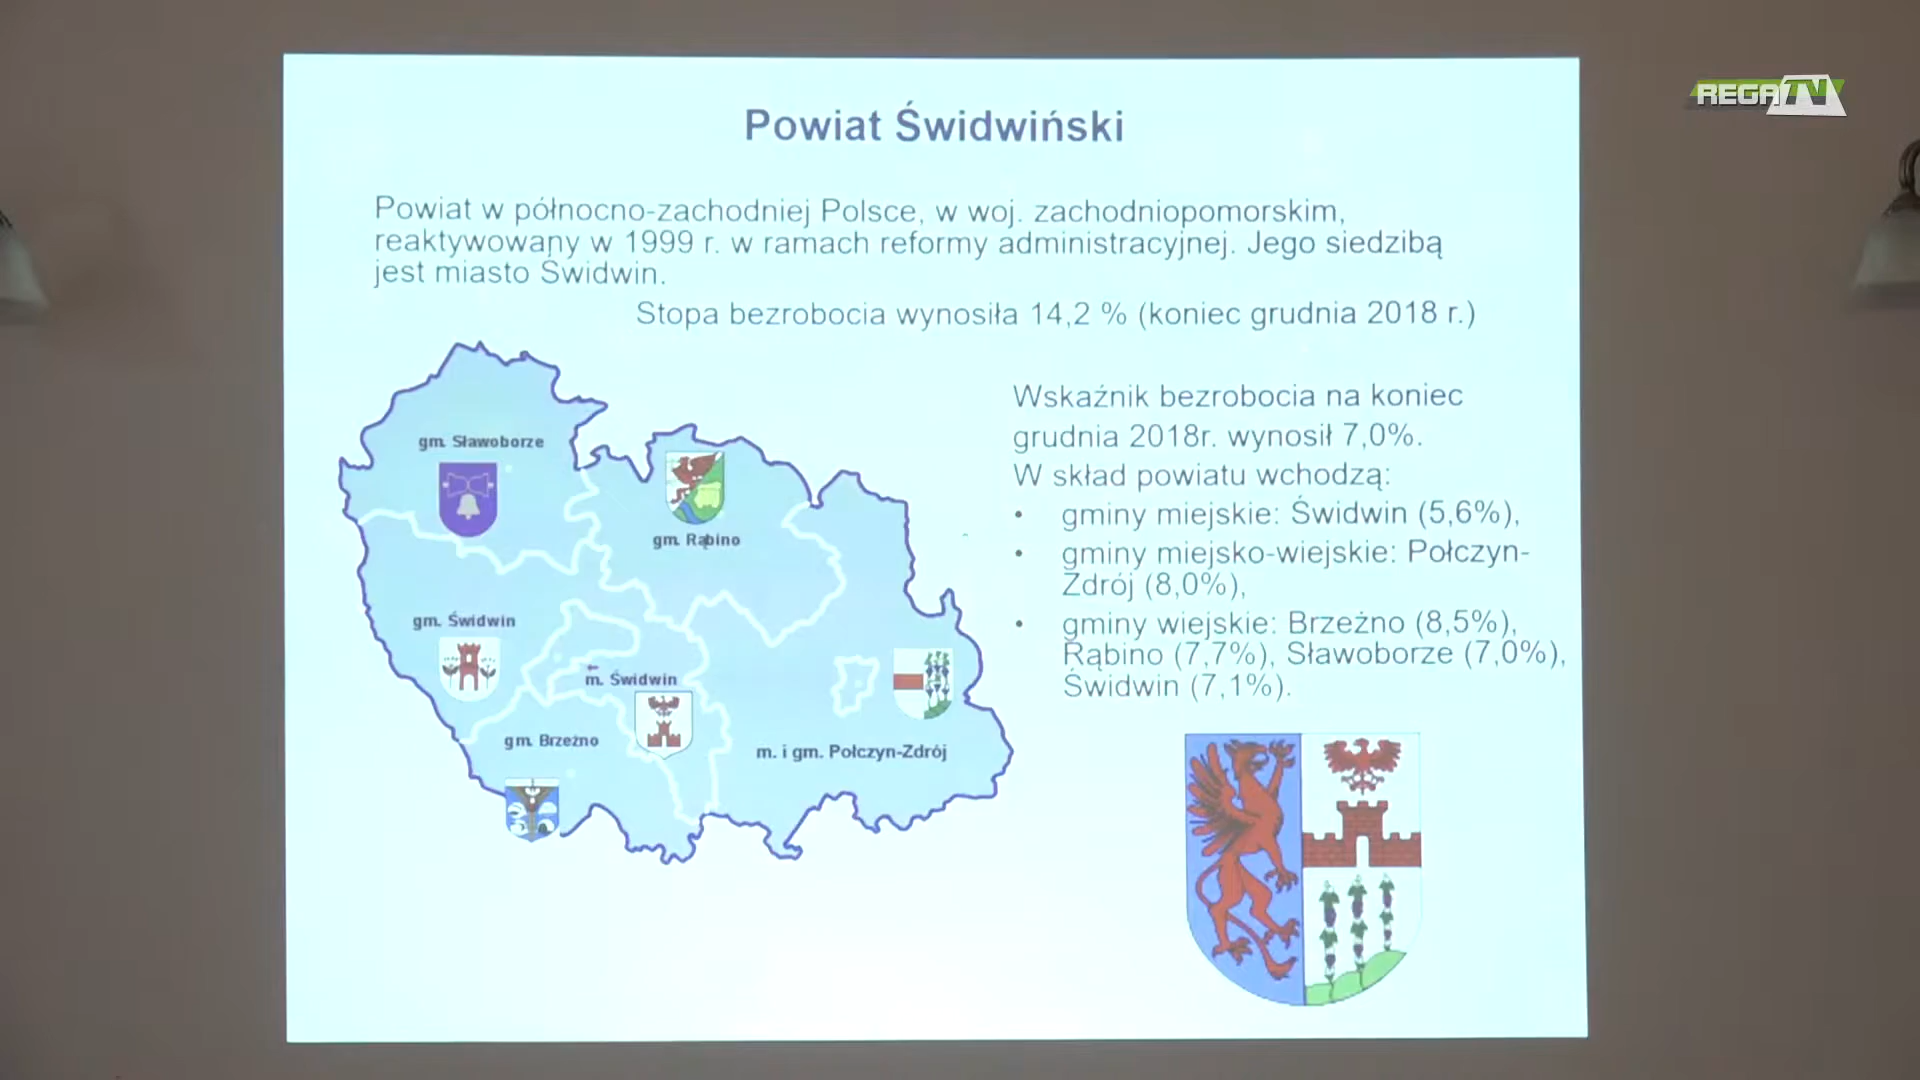 REGA TV
Powiat Świdwiński
Powiat w północno-zachodniej Polsce, w woj. zachodniopomorskim,
reaktywowany w 1999 r. w ramach reformy administracyjnej. Jego siedzibą
jest miasto Świdwin.
Stopa bezrobocia wynosiła 14,2 % (koniec grudnia 2018 r.)
Wskaźnik bezrobocia na koniec
grudnia 2018r. wynosił 7,0%.
W skład powiatu wchodzą:
• gminy miejskie: Świdwin (5,6%),
• gminy miejsko-wiejskie: Połczyn-
Zdrój (8,0%),
• gminy wiejskie: Brzeżno (8,5%),
Rąbino (7,7%), Sławoborze (7,0%),
Świdwin (7,1%).
gm. Sławoborze
gm. Rąbino
gm. Świdwin
m. Świdwin
gm. Brzeżno
m. i gm. Połczyn-Zdrój